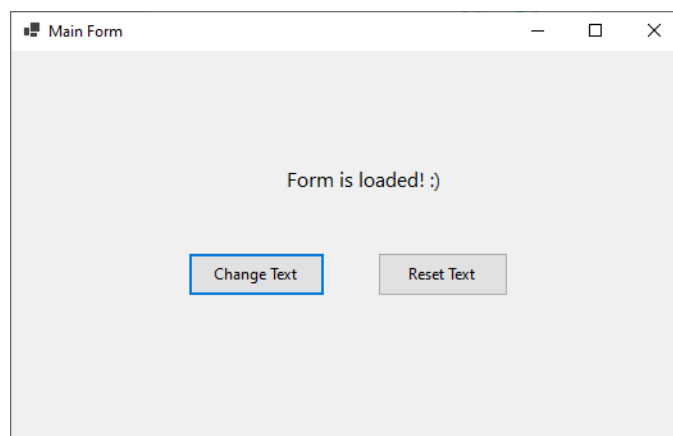 Main Form
Form is loaded! :)
Change Text
Reset Text